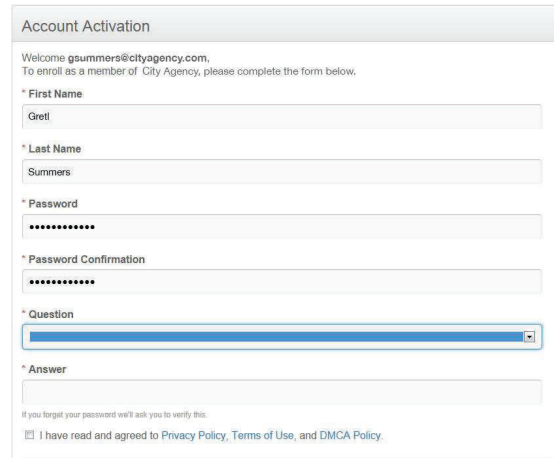 Account Activation
Welcome gsummers@cityagency.com,
To enroll as a member of City Agency, please complete the form below.
* First Name
Gretl
* Last Name
Summers
* Password
••••••••••••
* Password Confirmation
••••••••••••
* Question
* Answer
If you forget your password we'll ask you to verify this.
I have read and agreed to Privacy Policy, Terms of Use, and DMCA Policy.